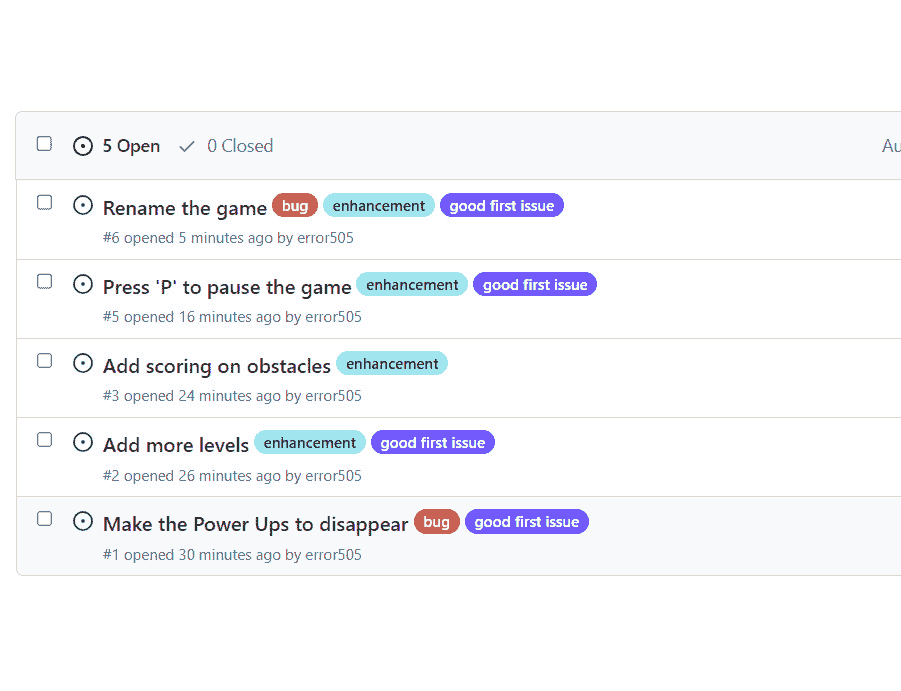 5 Open 0 Closed Au
Rename the game bug enhancement good first issue
#6 opened 5 minutes ago by error505
Press 'P' to pause the game enhancement good first issue
#5 opened 16 minutes ago by error505
Add scoring on obstacles enhancement
#3 opened 24 minutes ago by error505
Add more levels enhancement good first issue
#2 opened 26 minutes ago by error505
Make the Power Ups to disappear bug good first issue
#1 opened 30 minutes ago by error505